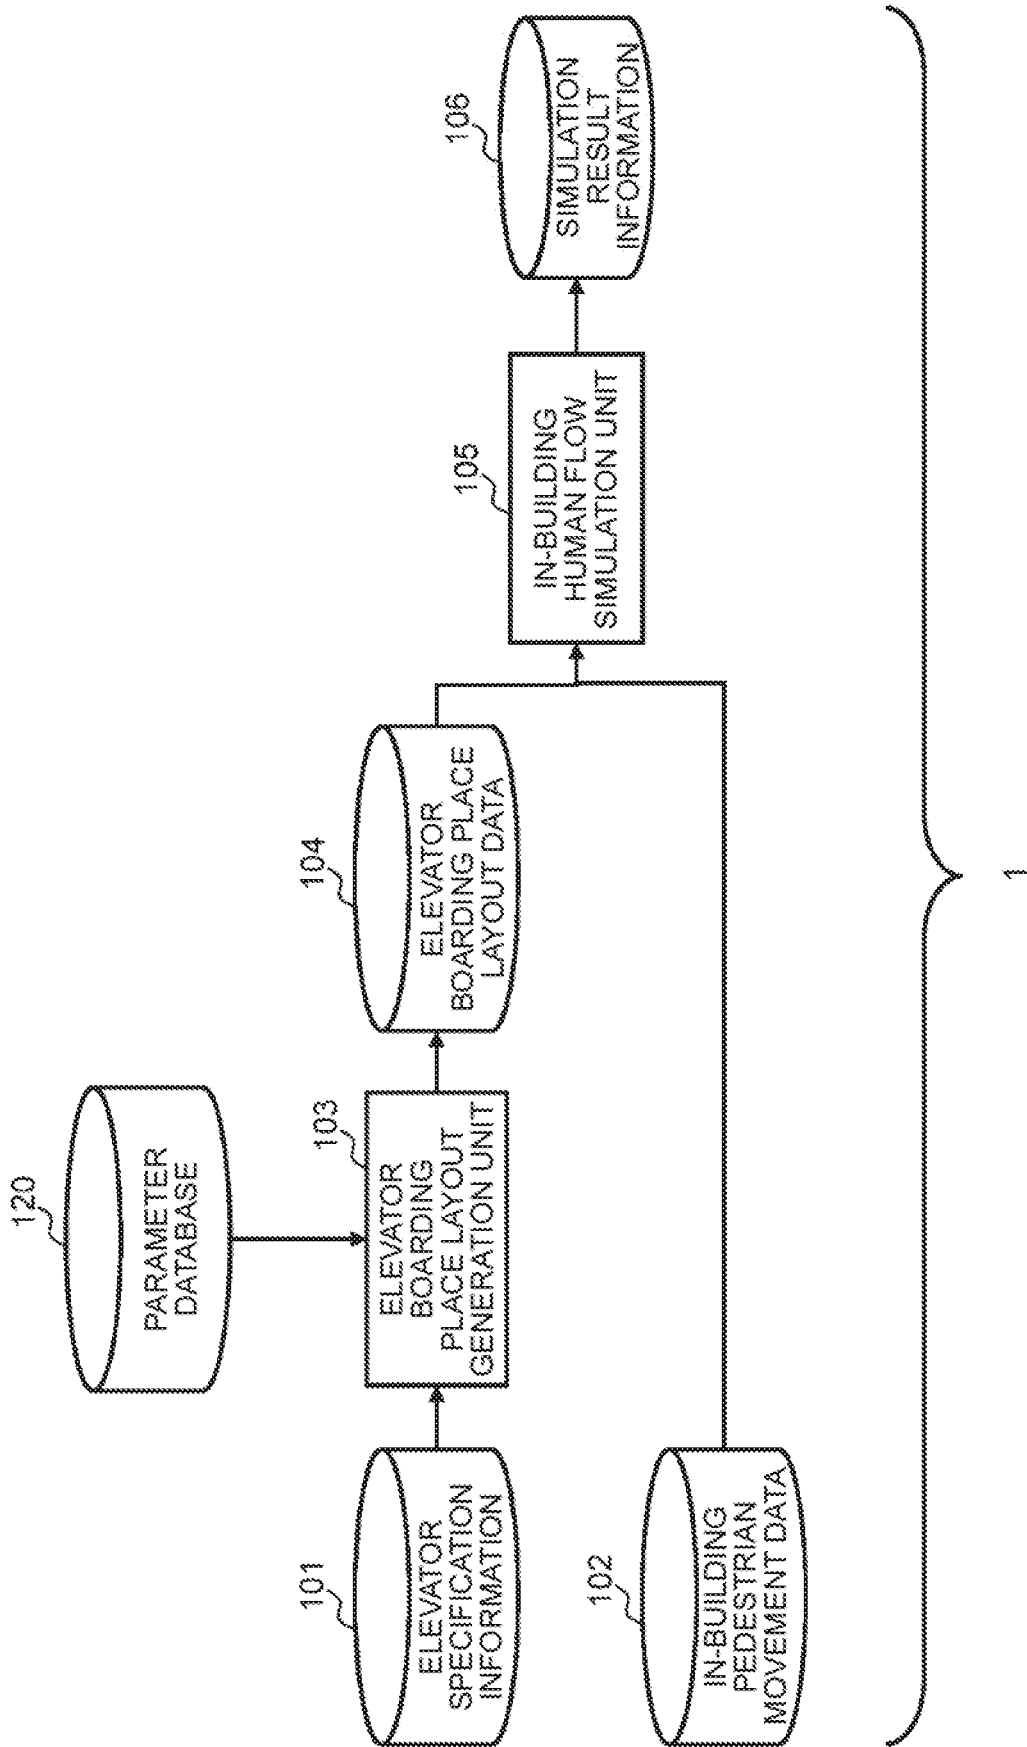 120
PARAMETER
DATABASE
101
ELEVATOR
SPECIFICATION
INFORMATION
103
ELEVATOR
BOARDING
PLACE LAYOUT
GENERATION UNIT
104
ELEVATOR
BOARDING PLACE
LAYOUT DATA
105
IN-BUILDING
HUMAN FLOW
SIMULATION UNIT
106
SIMULATION
RESULT
INFORMATION
102
IN-BUILDING
PEDESTRIAN
MOVEMENT DATA
1